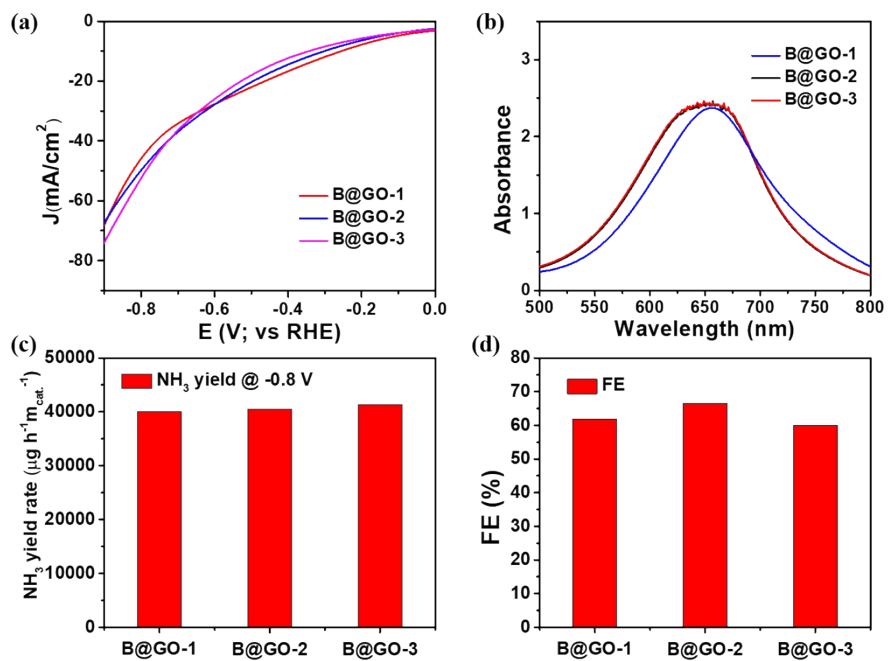 (a)
0
-20
-40
-60
-80
J(mA/cm²)
B@GO-1
B@GO-2
B@GO-3
-0.8
-0.6
-0.4
-0.2
0.0
E (V; vs RHE)
(b)
3
2
1
0
Absorbance
B@GO-1
B@GO-2
B@GO-3
500
550
600
650
700
750
800
Wavelength (nm)
(c)
50000
40000
30000
20000
10000
0
NH₃ yield rate (μg h⁻¹m_cat.⁻¹)
NH₃ yield @ -0.8 V
B@GO-1
B@GO-2
B@GO-3
(d)
80
70
60
50
40
30
20
10
0
FE (%)
FE
B@GO-1
B@GO-2
B@GO-3